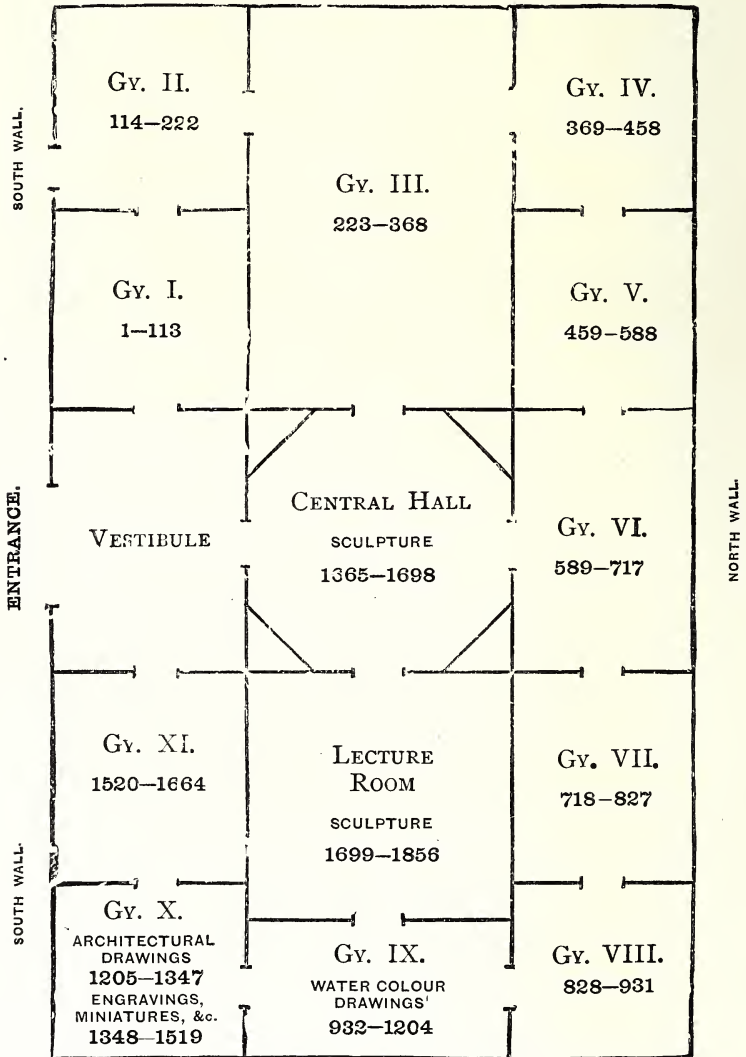 Gy. II.
114—222
SOUTH WALL.
Gy. III.
223—368
Gy. IV.
369—458
Gy. I.
1—113
Gy. V.
459—588
ENTRANCE.
VESTIBULE
CENTRAL HALL
SCULPTURE
1365—1698
Gy. VI.
589—717
NORTH WALL.
Gy. XI.
1520—1664
LECTURE
ROOM
SCULPTURE
1699—1856
Gy. VII.
718—827
SOUTH WALL.
Gy. X.
ARCHITECTURAL
DRAWINGS
1205—1347
ENGRAVINGS,
MINIATURES, &c.
1348—1519
Gy. IX.
WATER COLOUR
DRAWINGS
932—1204
Gy. VIII.
828—931